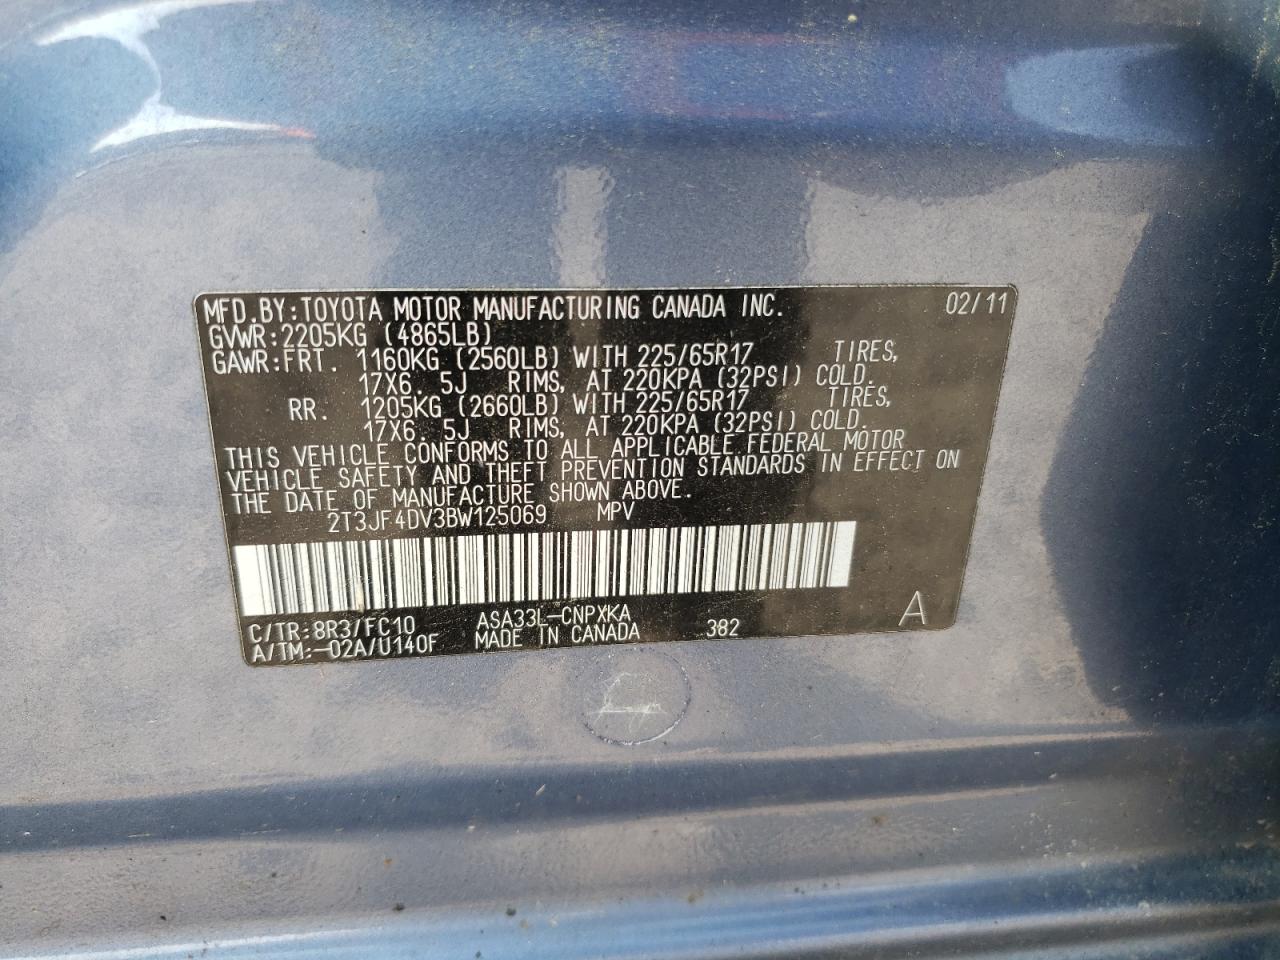 MFD.BY:TOYOTA MOTOR MANUFACTURING CANADA INC. 02/11
GVWR:2205KG (4865LB)
GAWR:FRT. 1160KG (2560LB) WITH 225/65R17 TIRES,
17X6.5J RIMS, AT 220KPA (32PSI) COLD.
RR. 1205KG (2660LB) WITH 225/65R17 TIRES,
17X6.5J RIMS, AT 220KPA (32PSI) COLD.
THIS VEHICLE CONFORMS TO ALL APPLICABLE FEDERAL MOTOR
VEHICLE SAFETY AND THEFT PREVENTION STANDARDS IN EFFECT ON
THE DATE OF MANUFACTURE SHOWN ABOVE.
2T3JF4DV3BW125069 MPV
C/TR:8R3/FC10 ASA33L-CNPXKA
A/TM:-02A/U140F MADE IN CANADA 382 A